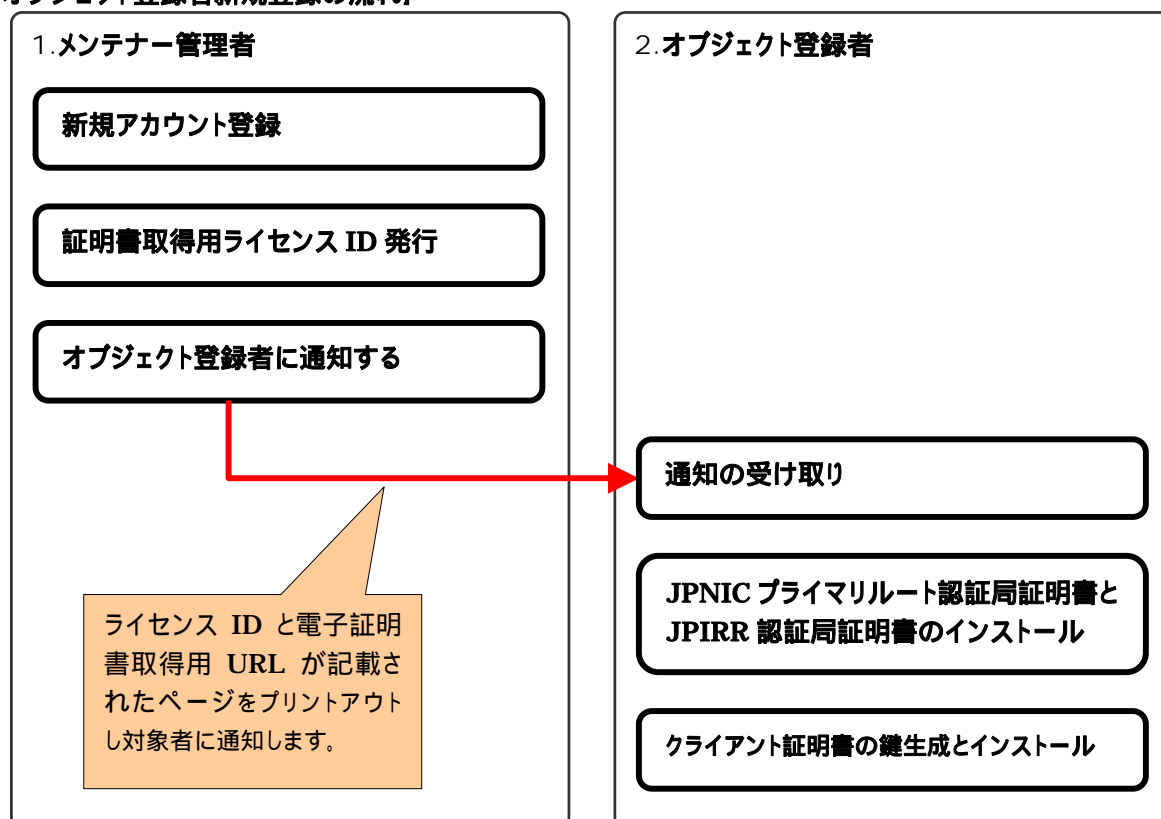 1.メンテナー管理者
新規アカウント登録
証明書取得用ライセンス ID 発行
オブジェクト登録者に通知する
ライセンス ID と電子証明
書取得用 URL が記載さ
れたページをプリントアウト
し対象者に通知します。
2.オブジェクト登録者
通知の受け取り
JPNIC プライマリルート認証局証明書と
JPIRR 認証局証明書のインストール
クライアント証明書の鍵生成とインストール